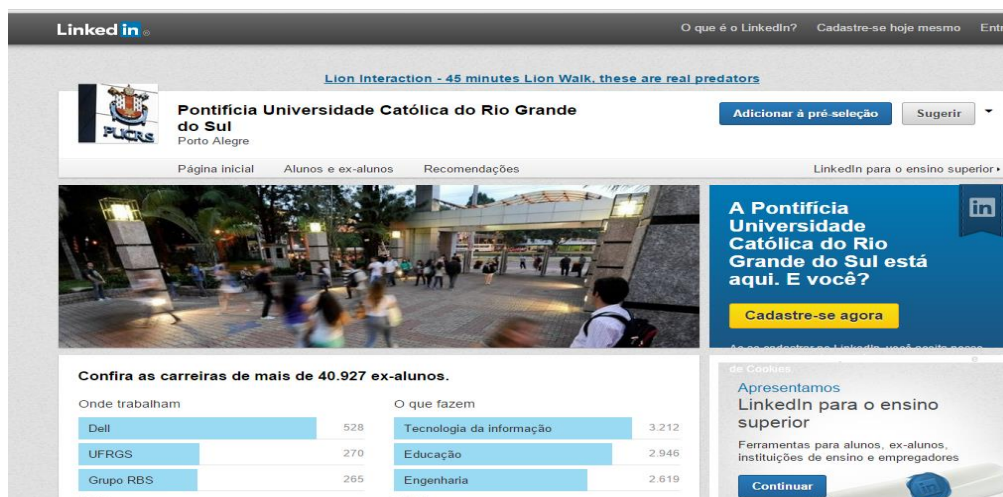 Linked in
O que é o LinkedIn? Cadastre-se hoje mesmo
Lion Interaction - 45 minutes Lion Walk, these are real predators
PUCRS
Pontifícia Universidade Católica do Rio Grande
do Sul
Porto Alegre
Adicionar à pré-seleção
Sugerir
Página inicial Alunos e ex-alunos Recomendações
LinkedIn para o ensino superior
in
A Pontifícia
Universidade
Católica do Rio
Grande do Sul está
aqui. E você?
Cadastre-se agora
de Cookies
Confira as carreiras de mais de 40.927 ex-alunos.
Onde trabalham
Dell 528
UFRGS 270
Grupo RBS 265
O que fazem
Tecnologia da informação 3.212
Educação 2.946
Engenharia 2.619
Apresentamos
LinkedIn para o ensino
superior
Ferramentas para alunos, ex-alunos,
instituições de ensino e empregadores
Continuar
in